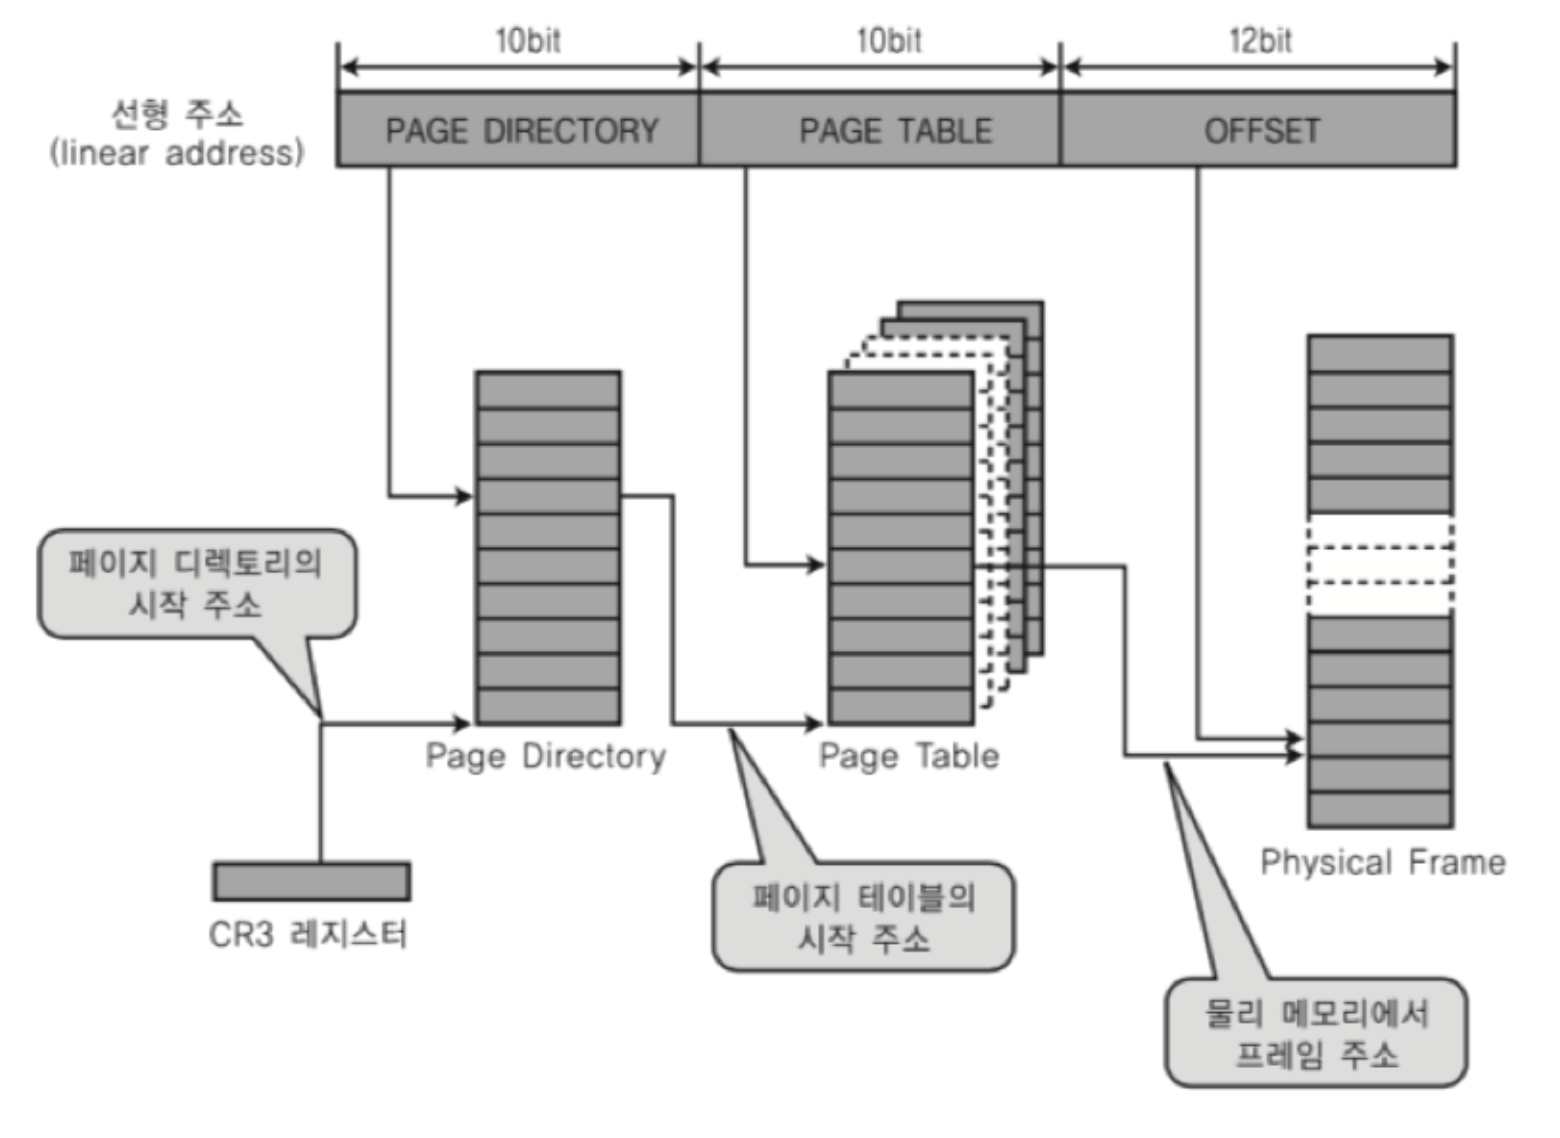 10bit
10bit
12bit
선형 주소
(linear address)
PAGE DIRECTORY
PAGE TABLE
OFFSET
페이지 디렉토리의
시작 주소
Page Directory
Page Table
Physical Frame
CR3 레지스터
페이지 테이블의
시작 주소
물리 메모리에서
프레임 주소